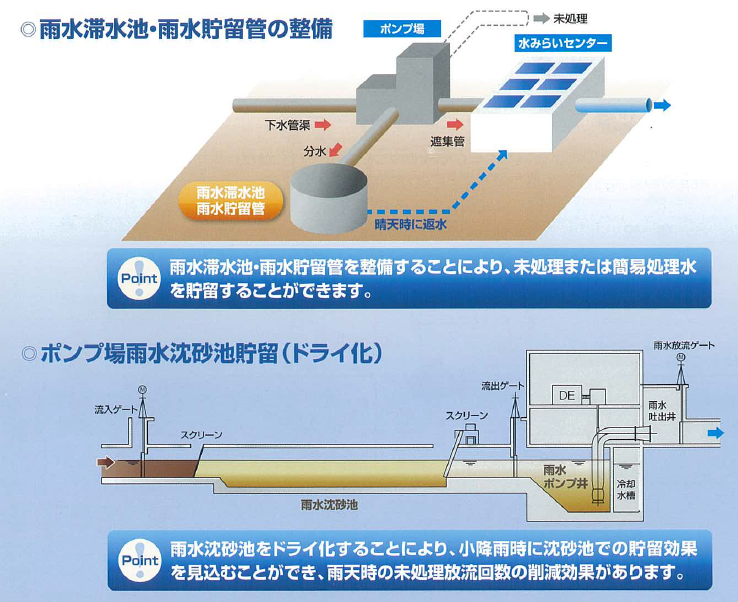 ◎雨水滞水池・雨水貯留管の整備
ポンプ場
未処理
水みらいセンター
下水管渠
遮集管
分水
雨水滞水池
雨水貯留管
晴天時に返水
Point
雨水滞水池・雨水貯留管を整備することにより、未処理または簡易処理水
を貯留することができます。
◎ポンプ場雨水沈砂池貯留(ドライ化)
雨水放流ゲート
M
M
流入ゲート
流出ゲート
DE
雨水
吐出井
スクリーン
スクリーン
雨水
ポンプ井
冷却
水槽
雨水沈砂池
Point
雨水沈砂池をドライ化することにより、小降雨時に沈砂池での貯留効果
を見込むことができ、雨天時の未処理放流回数の削減効果があります。